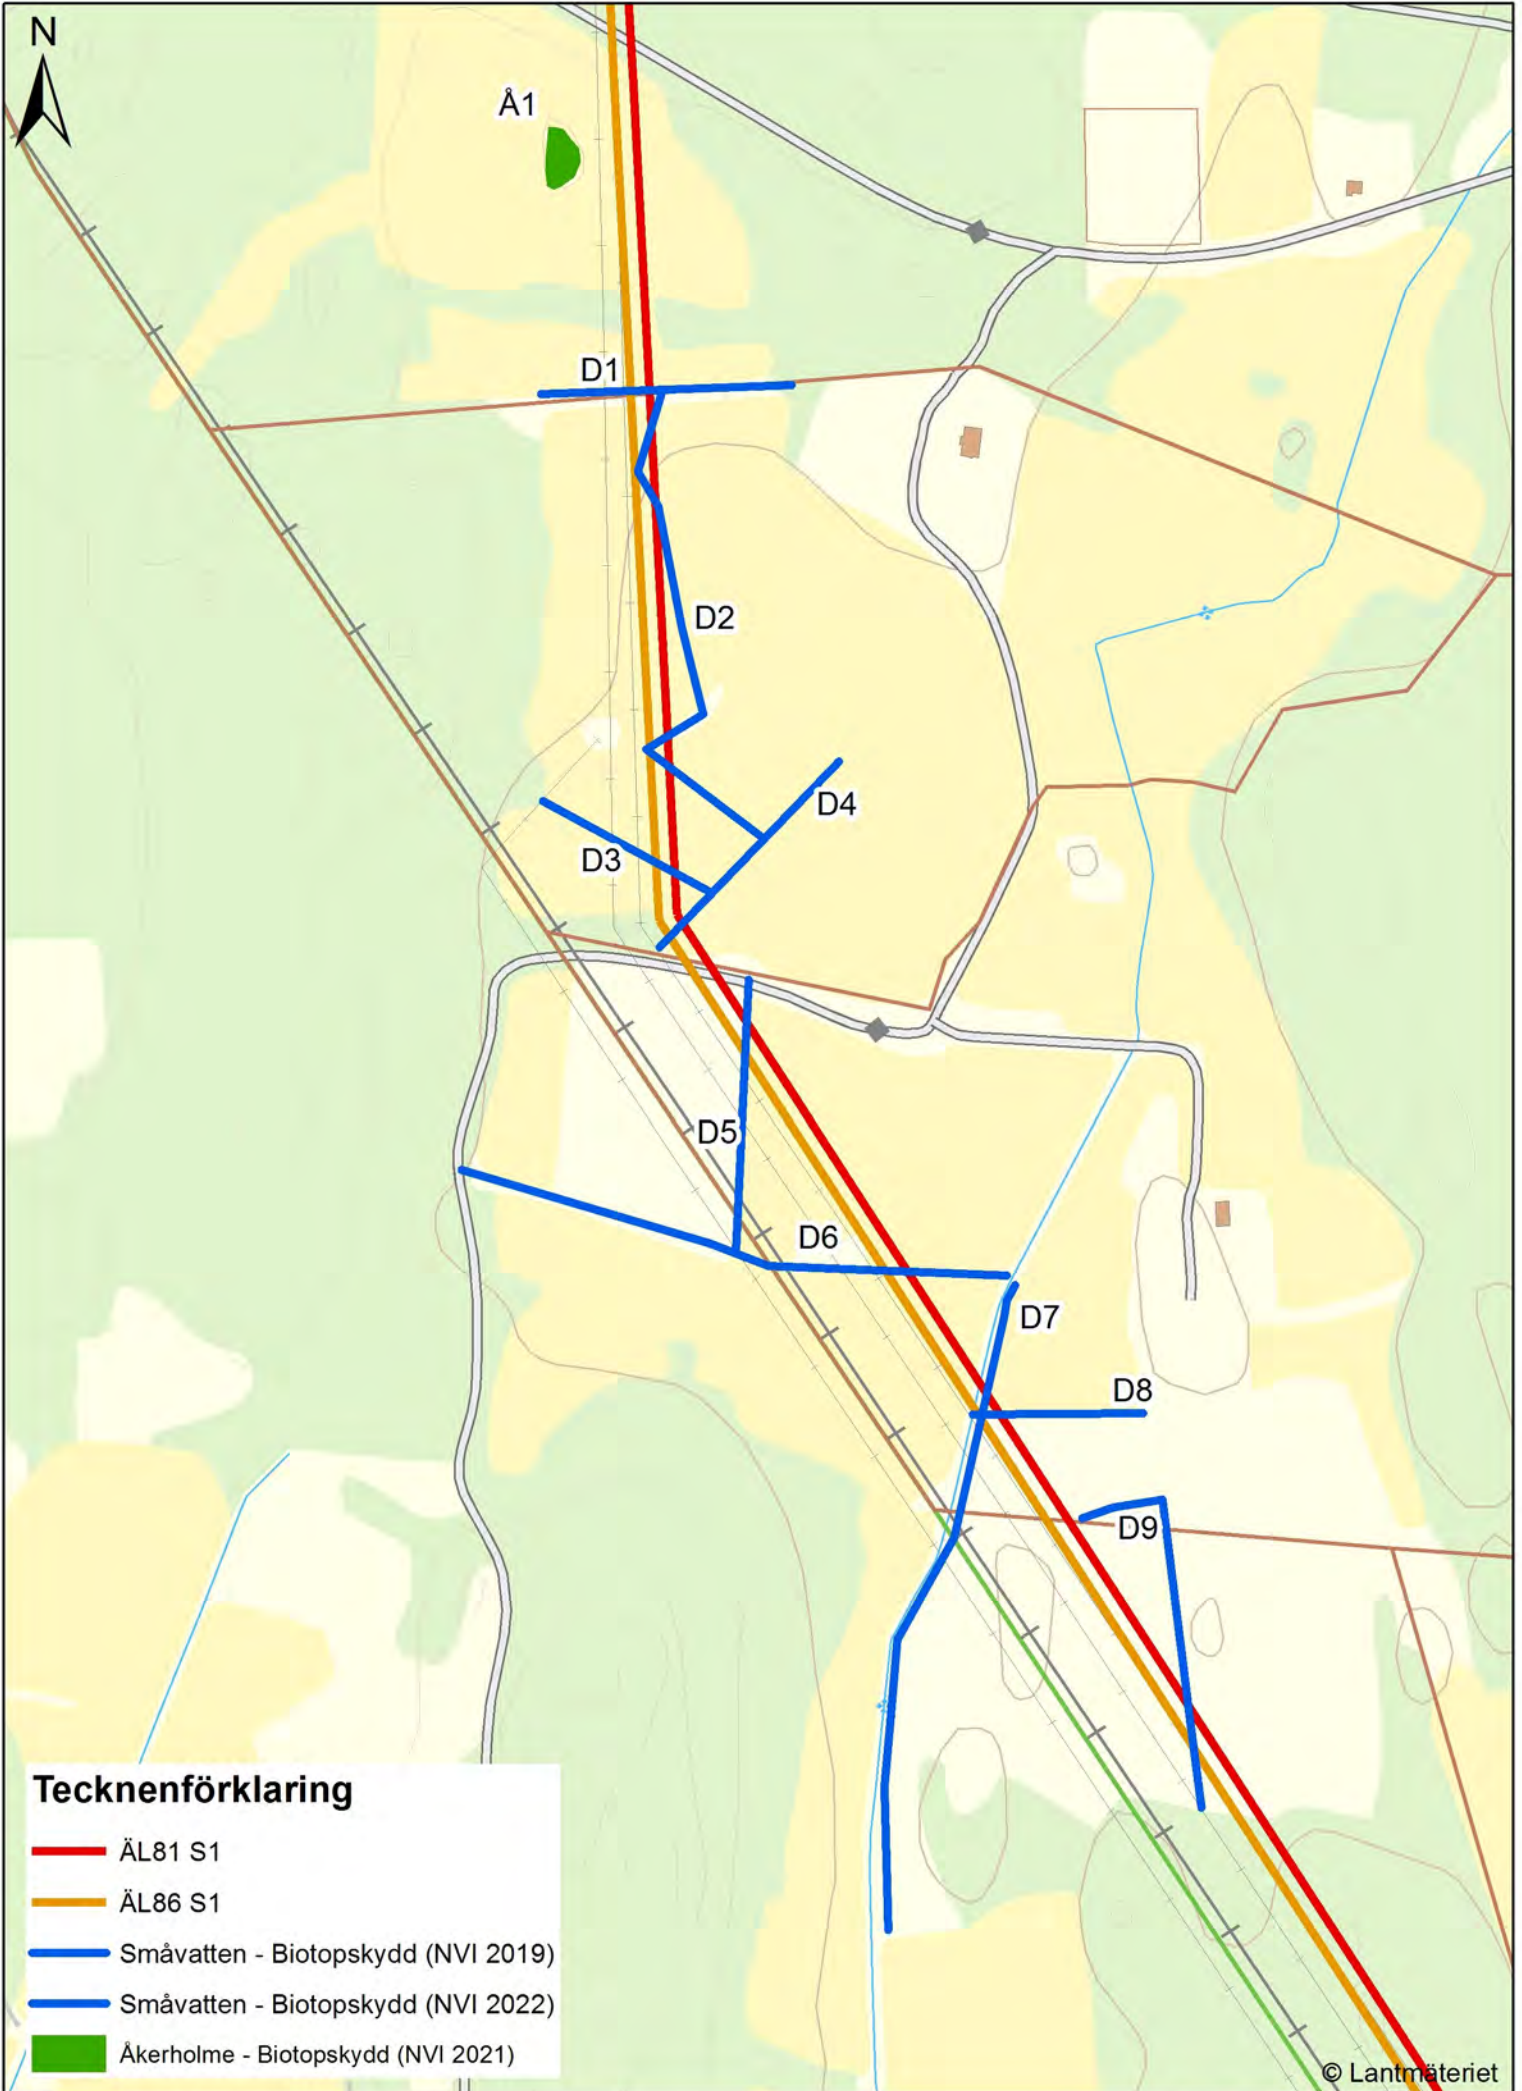 N
Å1
D1
D2
D4
D3
D5
D6
D7
D8
D9
Tecknenförklaring
ÄL81 S1
ÄL86 S1
Småvatten - Biotopskydd (NVI 2019)
Småvatten - Biotopskydd (NVI 2022)
Åkerholme - Biotopskydd (NVI 2021)
© Lantmäteriet